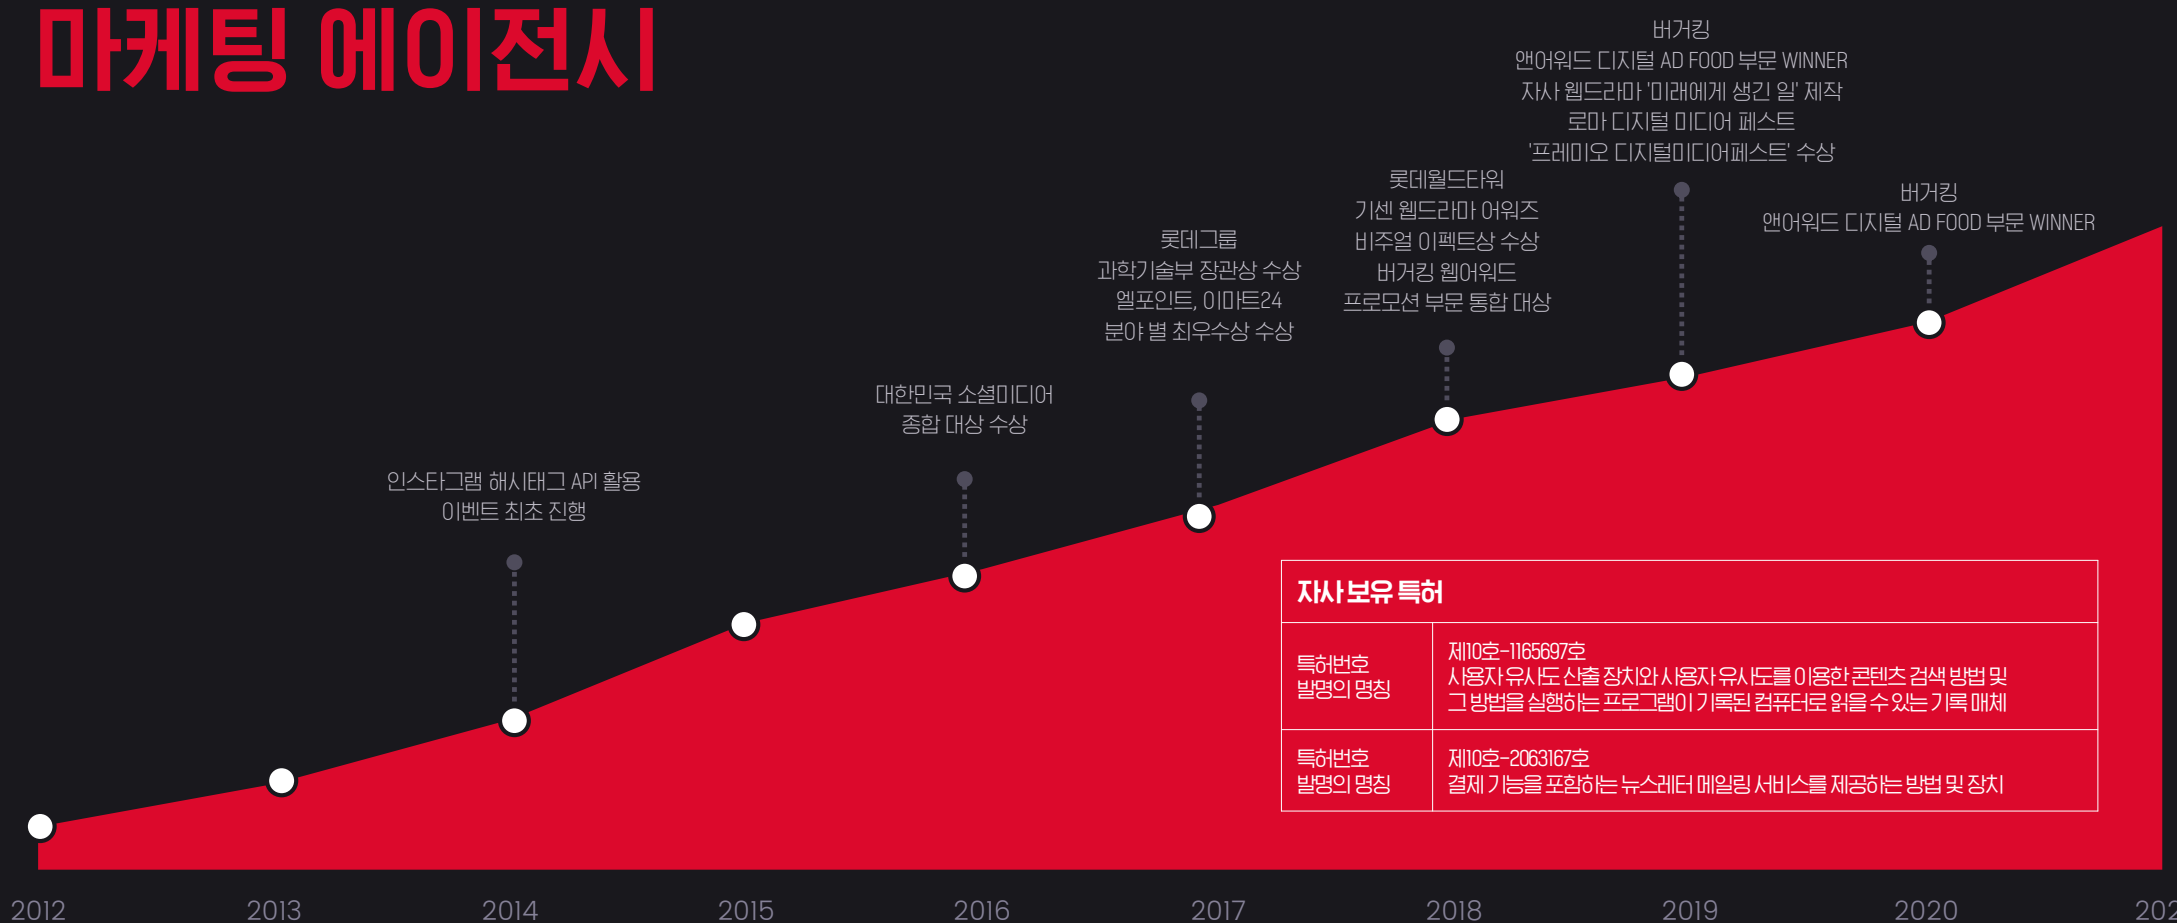 마케팅 에이전시
버거킹
앤어워드 디지털 AD FOOD 부문 WINNER
자사 웹드라마 '미래에게 생긴 일' 제작
로마 디지털 미디어 페스트
'프레미오 디지털미디어페스트' 수상
롯데월드타워
기센 웹드라마 어워즈
비주얼 이펙트상 수상
버거킹 웹어워드
프로모션 부문 통합 대상
버거킹
앤어워드 디지털 AD FOOD 부문 WINNER
롯데그룹
과학기술부 장관상 수상
엘포인트, 이마트24
분야 별 최우수상 수상
대한민국 소셜미디어
종합 대상 수상
인스타그램 해시태그 API 활용
이벤트 최초 진행
자사 보유 특허
특허번호
발명의 명칭
제10호-1165697호
사용자 유사도 산출 장치와 사용자 유사도를 이용한 콘텐츠 검색 방법 및
그 방법을 실행하는 프로그램이 기록된 컴퓨터로 읽을 수 있는 기록 매체
특허번호
발명의 명칭
제10호-2063167호
결제 기능을 포함하는 뉴스레터 메일링 서비스를 제공하는 방법 및 장치
2012 2013 2014 2015 2016 2017 2018 2019 2020